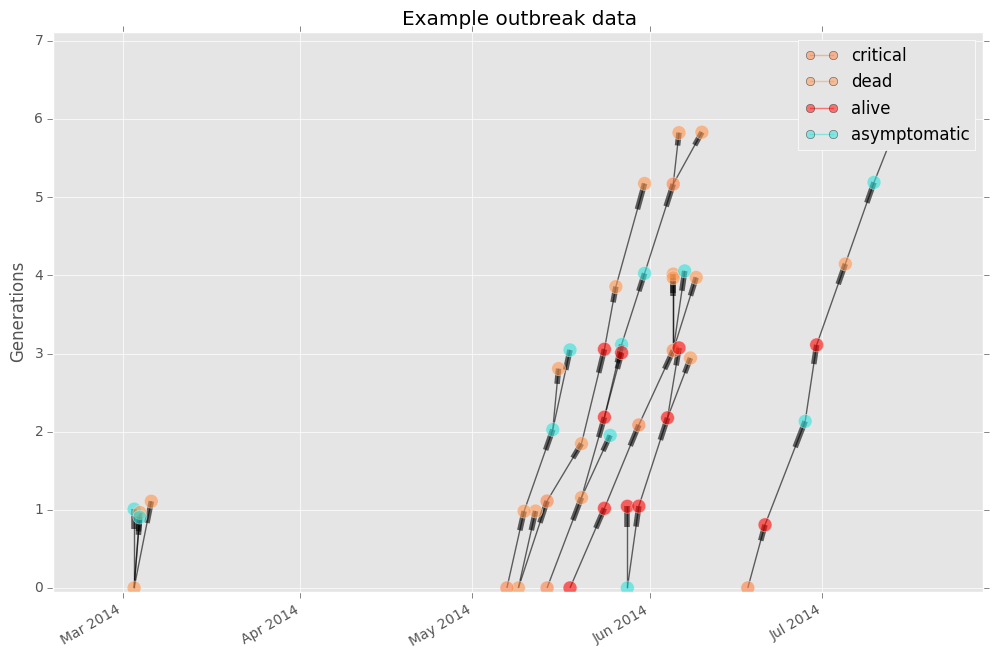 Example outbreak data
7
6
5
4
3
2
1
0
Generations
critical
dead
alive
asymptomatic
Mar 2014
Apr 2014
May 2014
Jun 2014
Jul 2014